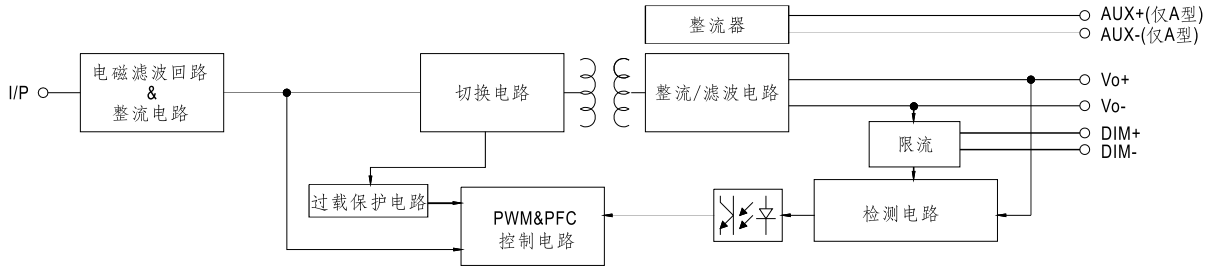 整流器
AUX+(仅A型)
AUX-(仅A型)
I/P
电磁滤波回路
&
整流电路
切换电路
整流/滤波电路
Vo+
Vo-
限流
DIM+
DIM-
过载保护电路
PWM&PFC
控制电路
检测电路